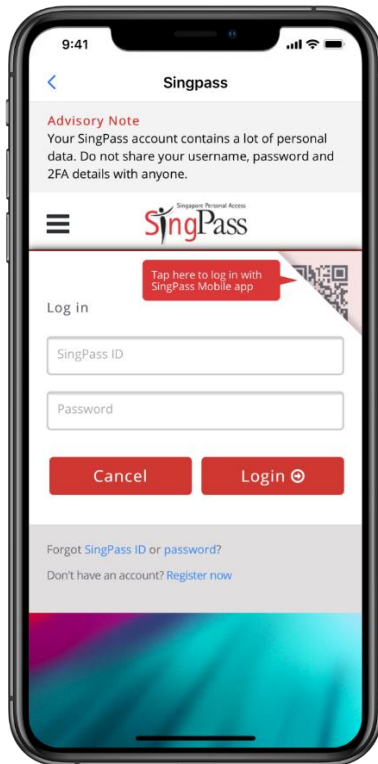 9:41
Singpass
Advisory Note
Your SingPass account contains a lot of personal
data. Do not share your username, password and
2FA details with anyone.
Singapore Personal Access
SingPass
Tap here to log in with
SingPass Mobile app
Log in
SingPass ID
Password
Cancel
Login
Forgot SingPass ID or password?
Don't have an account? Register now